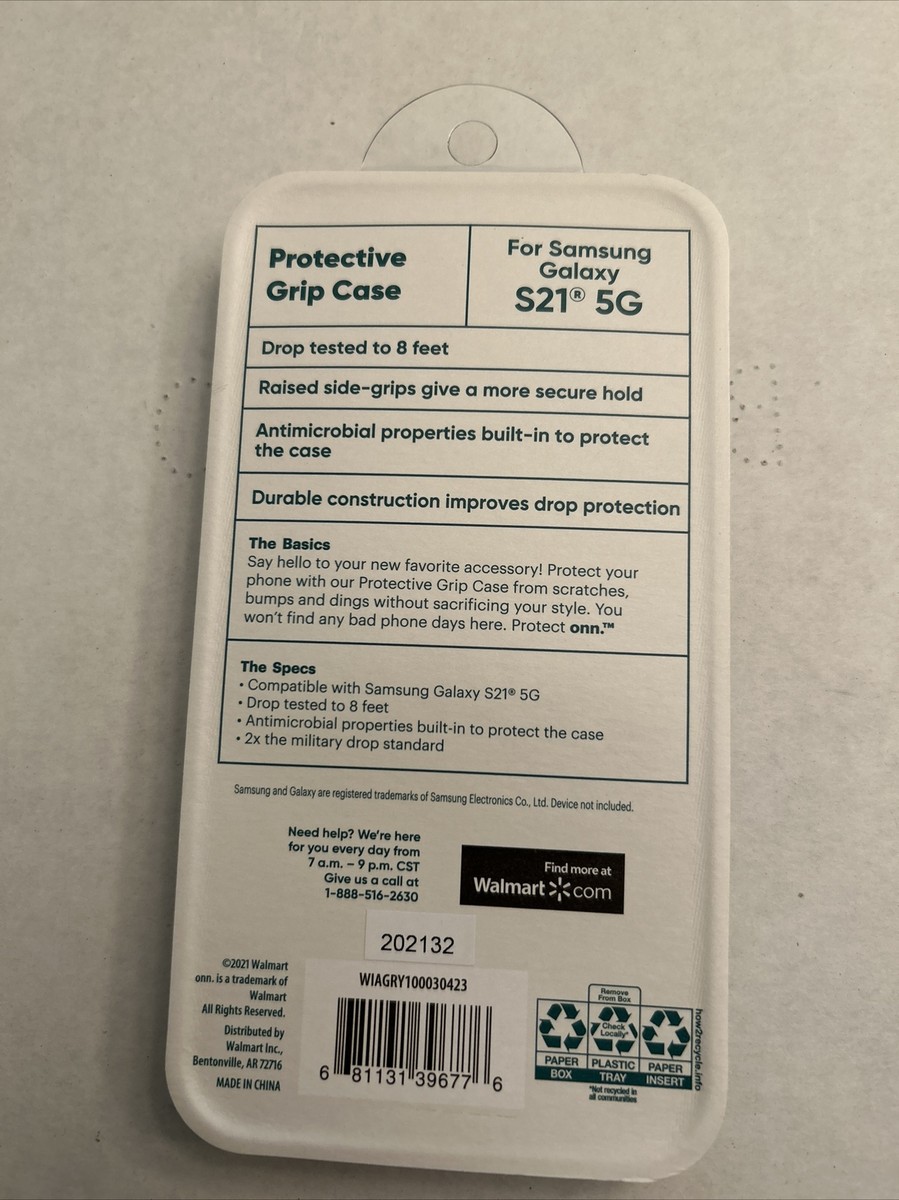 Protective
Grip Case
For Samsung
Galaxy
S21® 5G
Drop tested to 8 feet
Raised side-grips give a more secure hold
Antimicrobial properties built-in to protect
the case
Durable construction improves drop protection
The Basics
Say hello to your new favorite accessory! Protect your
phone with our Protective Grip Case from scratches,
bumps and dings without sacrificing your style. You
won't find any bad phone days here. Protect onn.™
The Specs
• Compatible with Samsung Galaxy S21® 5G
• Drop tested to 8 feet
• Antimicrobial properties built-in to protect the case
• 2x the military drop standard
Samsung and Galaxy are registered trademarks of Samsung Electronics Co., Ltd. Device not included.
Need help? We're here
for you every day from
7 a.m. – 9 p.m. CST
Give us a call at
1-888-516-2630
Find more at
Walmart com
202132
©2021 Walmart
onn. is a trademark of
Walmart
All Rights Reserved.
Distributed by
Walmart Inc.,
Bentonville, AR 72716
MADE IN CHINA
WIAGRY100030423
6 81131 39677 6
Remove
From Box
Check
Locally*
PAPER
BOX
PLASTIC
TRAY
PAPER
INSERT
*Not recycled in
all communities
how2recycle.info